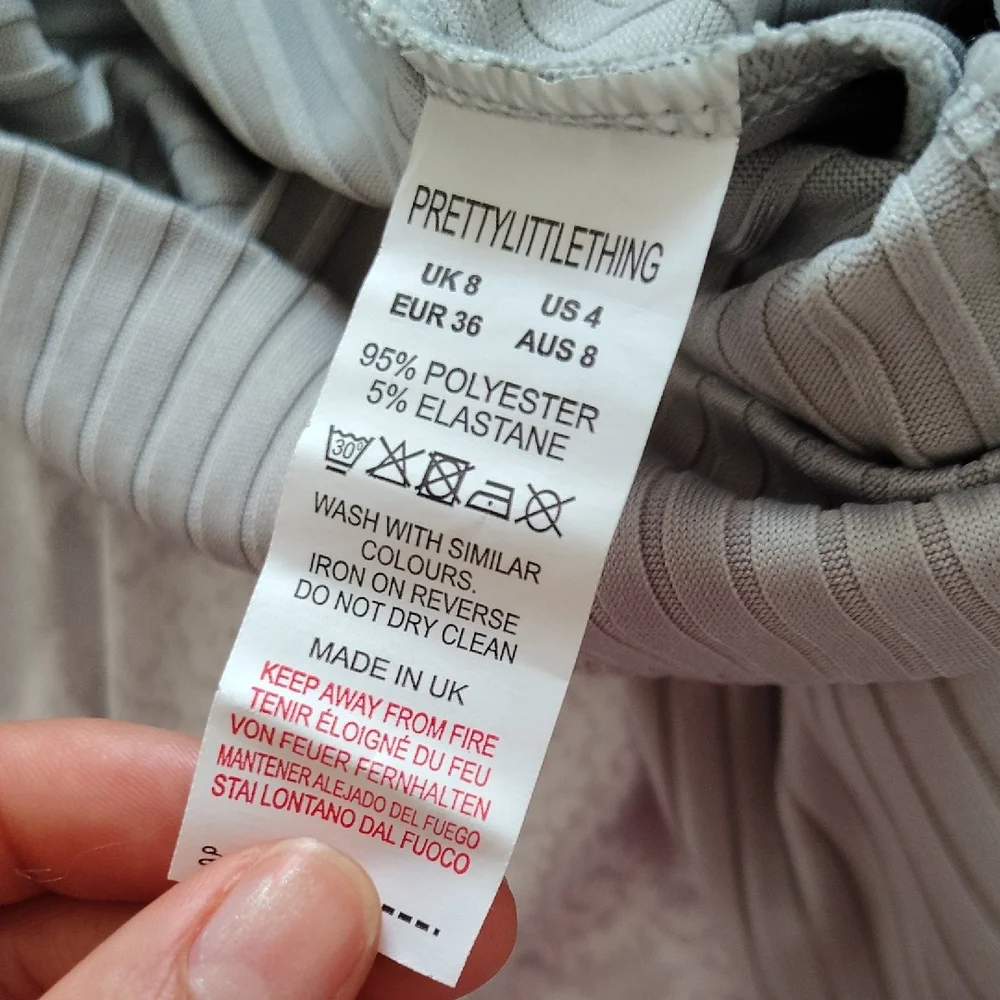 PRETTYLITTLETHING
UK 8 US 4
EUR 36 AUS 8
95% POLYESTER
5% ELASTANE
30°
WASH WITH SIMILAR
COLOURS.
IRON ON REVERSE
DO NOT DRY CLEAN
MADE IN UK
KEEP AWAY FROM FIRE
TENIR ÉLOIGNÉ DU FEU
VON FEUER FERNHALTEN
MANTENER ALEJADO DEL FUEGO
STAI LONTANO DAL FUOCO